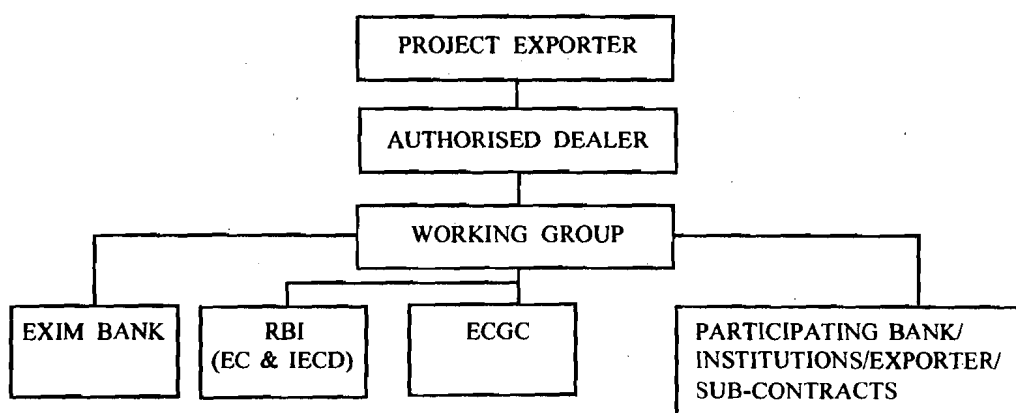 PROJECT EXPORTER
AUTHORISED DEALER
WORKING GROUP
EXIM BANK
RBI
(EC & IECD)
ECGC
PARTICIPATING BANK/
INSTITUTIONS/EXPORTER/
SUB-CONTRACTS